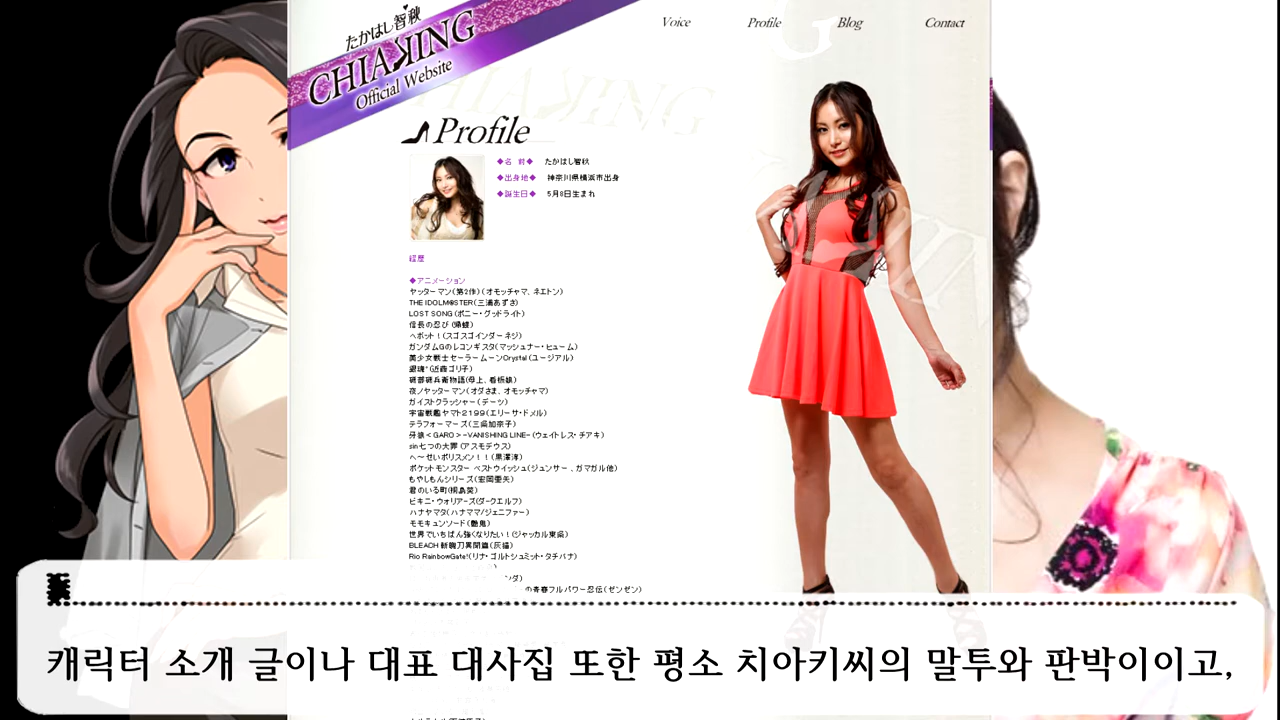 たかはし智秋
CHIAKING
Official Website
Voice Profile Blog Contact
Profile
◆名 前◆ たかはし智秋
◆出身地◆ 神奈川県横浜市出身
◆誕生日◆ 5月8日生まれ
経歴
◆アニメーション
ヤッターマン(第2作)(オモッチャマ、ネエトン)
THE IDOLM@STER(三浦あずさ)
LOST SONG(ポニー・グッドライト)
信長の忍び(帰蝶)
ヘボット!(スゴスゴインダーネジ)
ガンダムGのレコンギスタ(マッシュナー・ヒューム)
美少女戦士セーラームーンCrystal(ユージアル)
銀魂°(近藤ゴリ子)
磯部磯兵衛物語(母上、看板娘)
夜ノヤッターマン(オダさま、オモッチャマ)
ガイストクラッシャー(デーツ)
宇宙戦艦ヤマト2199(エリーサ・ドメル)
テラフォーマーズ(三条加奈子)
牙狼<GARO>-VANISHING LINE-(ウェイトレス・チアキ)
sin七つの大罪(アスモデウス)
へ~せいポリスメン!!(黒澤淳)
ポケットモンスター ベストウイッシュ(ジュンサー、ガマガル他)
もやしもんシリーズ(宏岡亜矢)
君のいる町(桐島葵)
ビキニ・ウォリアーズ(ダークエルフ)
ハナヤマタ(ハナママ/ジェニファー)
モモキュンソード(艶鬼)
世界でいちばん強くなりたい!(ジャッカル東条)
BLEACH 斬魄刀異聞篇(灰猫)
Rio RainbowGate!(リナ・ゴルトシュミット・タチバナ)
ンダ)
の青春フルパワー忍伝(ゼンゼン)
캐릭터 소개 글이나 대표 대사집 또한 평소 치아키씨의 말투와 판박이이고,